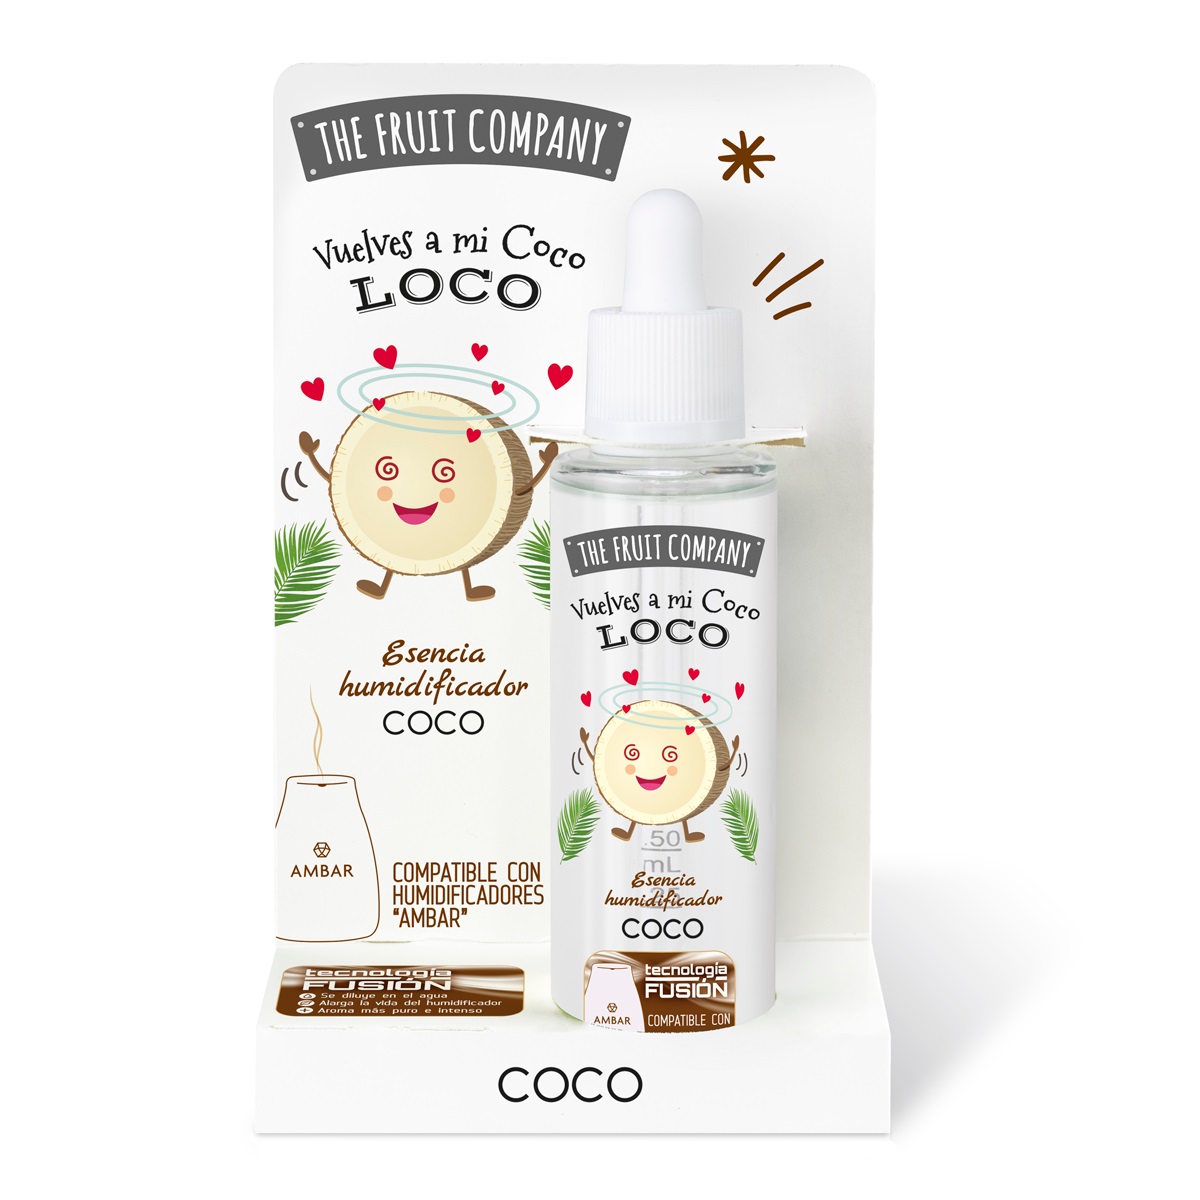 THE FRUIT COMPANY
Vuelves a mi Coco
LOCO
Esencia
humidificador
COCO
AMBAR
COMPATIBLE CON
HUMIDIFICADORES
"AMBAR"
tecnología
FUSIÓN
Se diluye en el agua
Alarga la vida del humidificador
Aroma más puro e intenso
THE FRUIT COMPANY
Vuelves a mi Coco
LOCO
50
mL
25
Esencia
humidificador
COCO
tecnología
FUSIÓN
AMBAR
COMPATIBLE CON
COCO